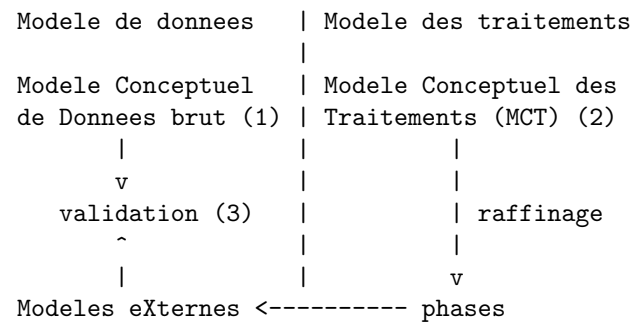 Modele de donnees   | Modele des traitements
                    |
Modele Conceptuel   | Modele Conceptuel des
de Donnees brut (1) | Traitements (MCT) (2)
       |            |          |
       v            |          |
   validation (3)   |          | raffinage
       ^            |          |
       |            |          v
Modeles eXternes <---------- phases